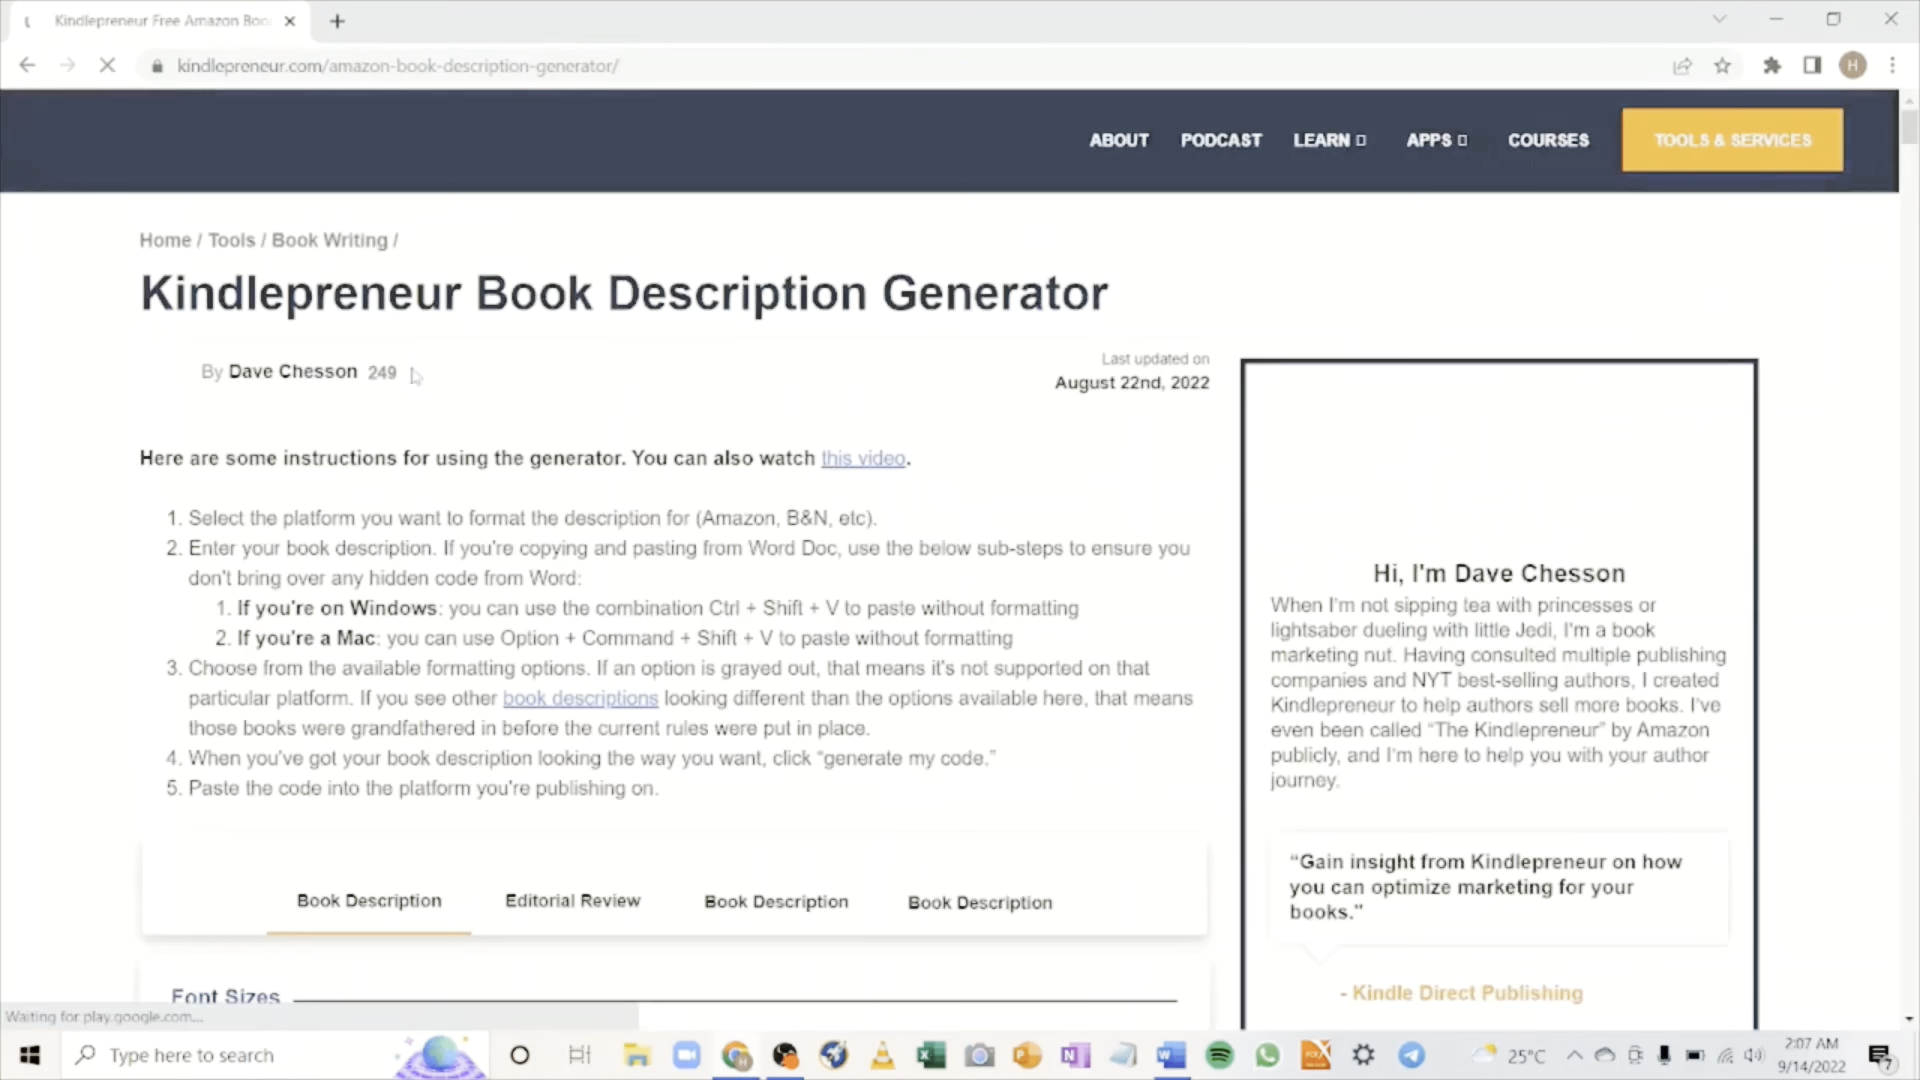 Kindlepreneur Free Amazon Boo
kindlepreneur.com/amazon-book-description-generator/
H
ABOUT PODCAST LEARN APPS COURSES TOOLS & SERVICES
Home / Tools / Book Writing /
Kindlepreneur Book Description Generator
By Dave Chesson 249
Last updated on
August 22nd, 2022
Here are some instructions for using the generator. You can also watch this video.
1. Select the platform you want to format the description for (Amazon, B&N, etc).
2. Enter your book description. If you're copying and pasting from Word Doc, use the below sub-steps to ensure you
don't bring over any hidden code from Word:
1. If you're on Windows: you can use the combination Ctrl + Shift + V to paste without formatting
2. If you're a Mac: you can use Option + Command + Shift + V to paste without formatting
3. Choose from the available formatting options. If an option is grayed out, that means it's not supported on that
particular platform. If you see other book descriptions looking different than the options available here, that means
those books were grandfathered in before the current rules were put in place.
4. When you've got your book description looking the way you want, click “generate my code.”
5. Paste the code into the platform you're publishing on.
Hi, I'm Dave Chesson
When I'm not sipping tea with princesses or
lightsaber dueling with little Jedi, I'm a book
marketing nut. Having consulted multiple publishing
companies and NYT best-selling authors, I created
Kindlepreneur to help authors sell more books. I've
even been called “The Kindlepreneur” by Amazon
publicly, and I'm here to help you with your author
journey.
“Gain insight from Kindlepreneur on how
you can optimize marketing for your
books.”
- Kindle Direct Publishing
Book Description Editorial Review Book Description Book Description
Font Sizes
Waiting for play.google.com...
Type here to search
25°C
2:07 AM
9/14/2022
7